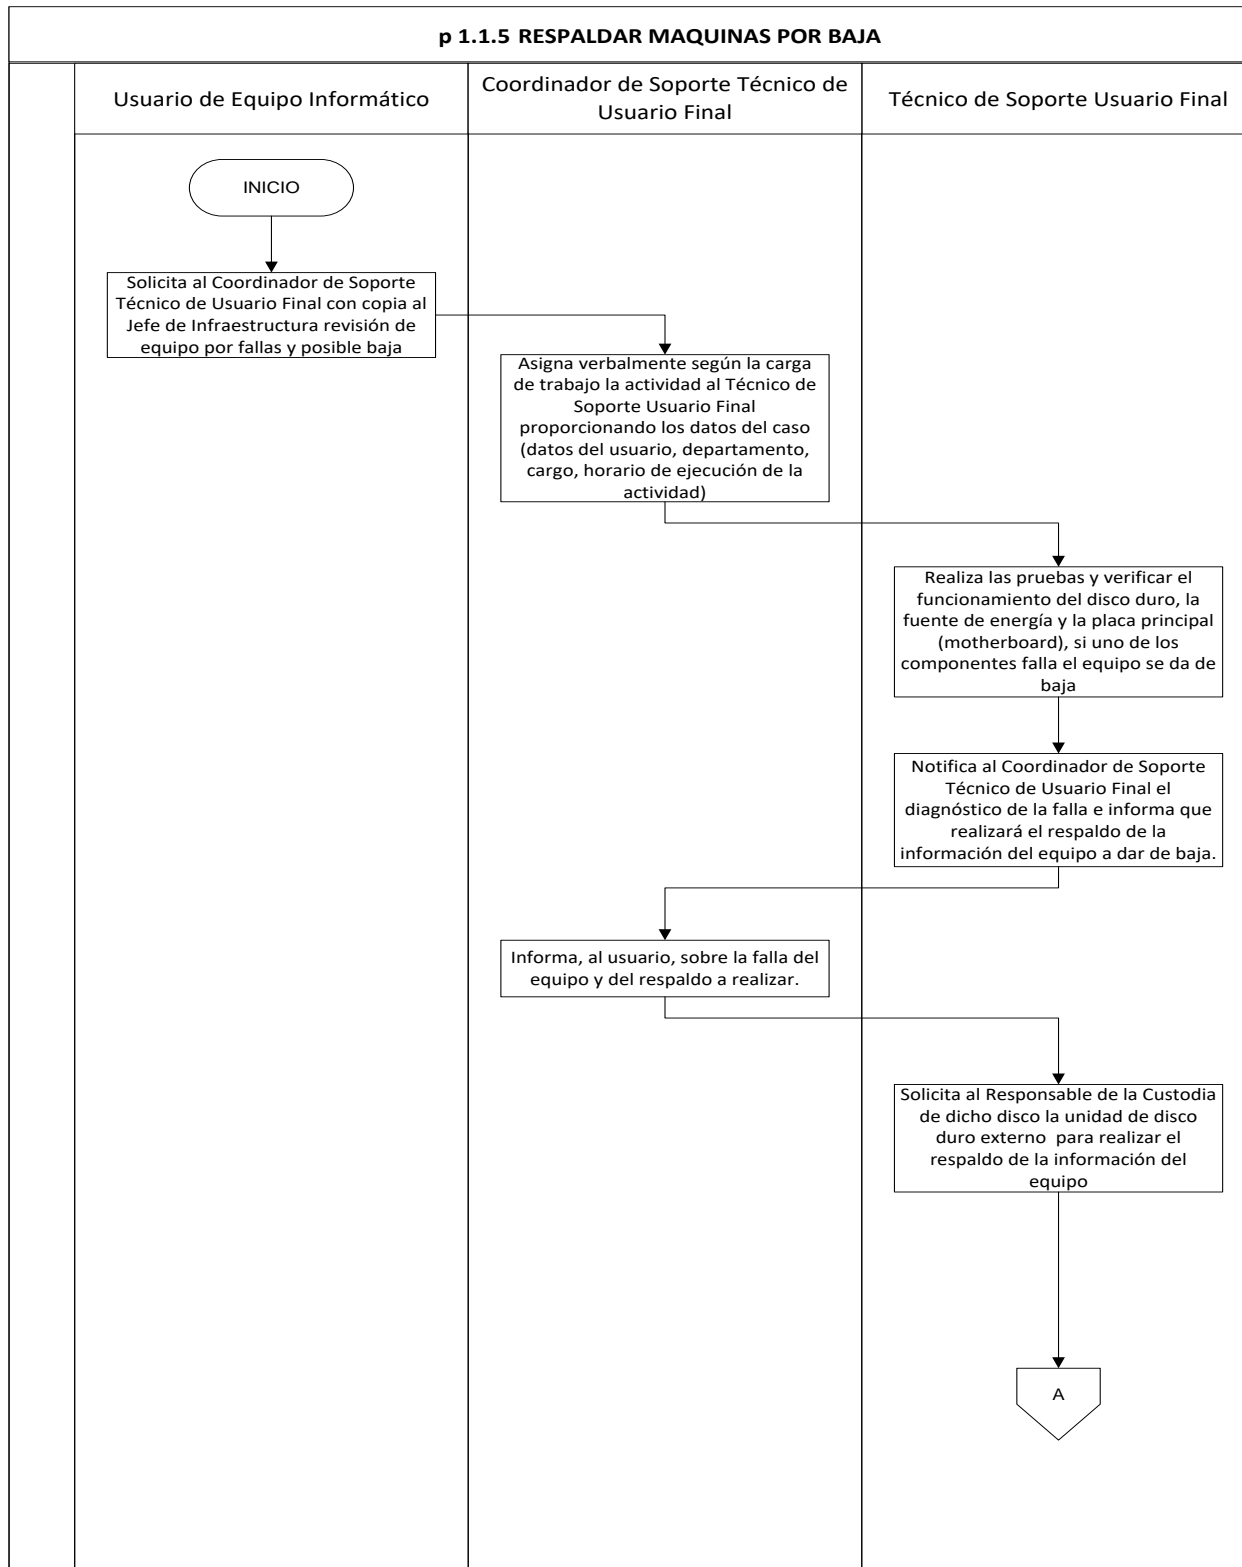 p 1.1.5 RESPALDAR MAQUINAS POR BAJA
Usuario de Equipo Informático
Coordinador de Soporte Técnico de
Usuario Final
Técnico de Soporte Usuario Final
INICIO
Solicita al Coordinador de Soporte
Técnico de Usuario Final con copia al
Jefe de Infraestructura revisión de
equipo por fallas y posible baja
Asigna verbalmente según la carga
de trabajo la actividad al Técnico de
Soporte Usuario Final
proporcionando los datos del caso
(datos del usuario, departamento,
cargo, horario de ejecución de la
actividad)
Realiza las pruebas y verificar el
funcionamiento del disco duro, la
fuente de energía y la placa principal
(motherboard), si uno de los
componentes falla el equipo se da de
baja
Notifica al Coordinador de Soporte
Técnico de Usuario Final el
diagnóstico de la falla e informa que
realizará el respaldo de la
información del equipo a dar de baja.
Informa, al usuario, sobre la falla del
equipo y del respaldo a realizar.
Solicita al Responsable de la Custodia
de dicho disco la unidad de disco
duro externo  para realizar el
respaldo de la información del
equipo
A